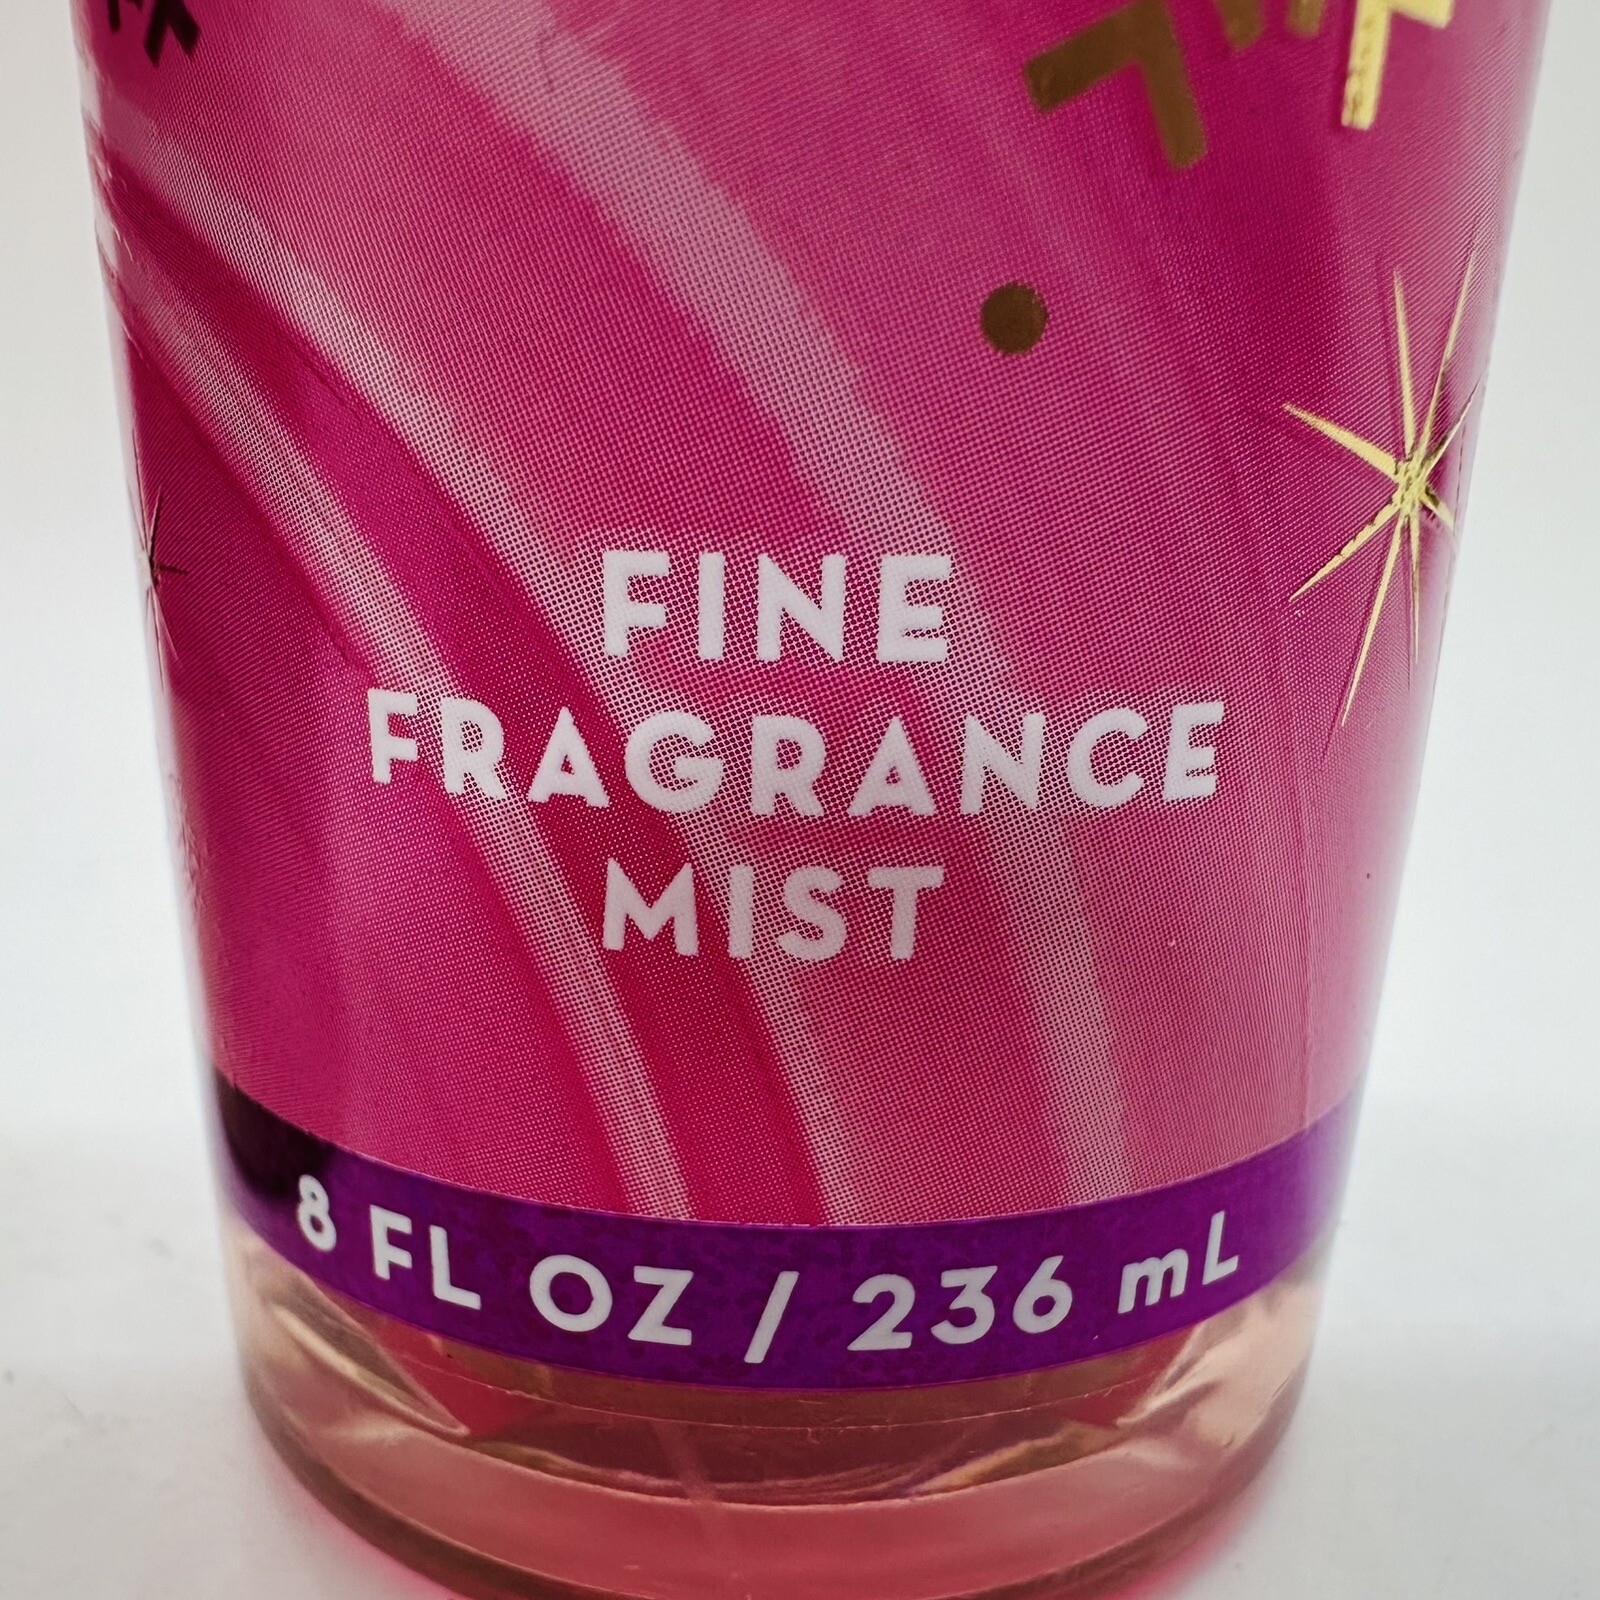 FINE
FRAGRANCE
MIST
8 FL OZ / 236 mL